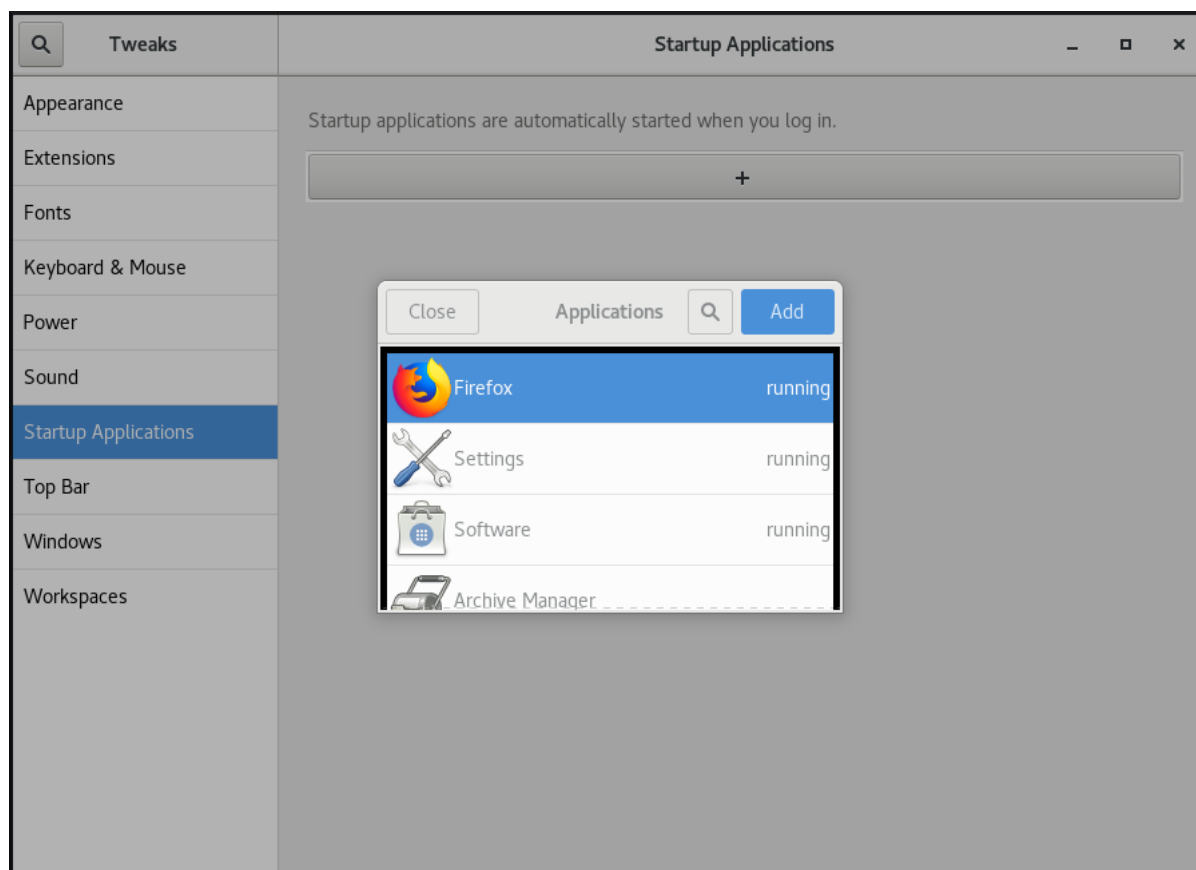 Tweaks
Startup Applications
Appearance
Extensions
Fonts
Keyboard & Mouse
Power
Sound
Startup Applications
Top Bar
Windows
Workspaces
Startup applications are automatically started when you log in.
+
Close Applications Add
Firefox running
Settings running
Software running
Archive Manager